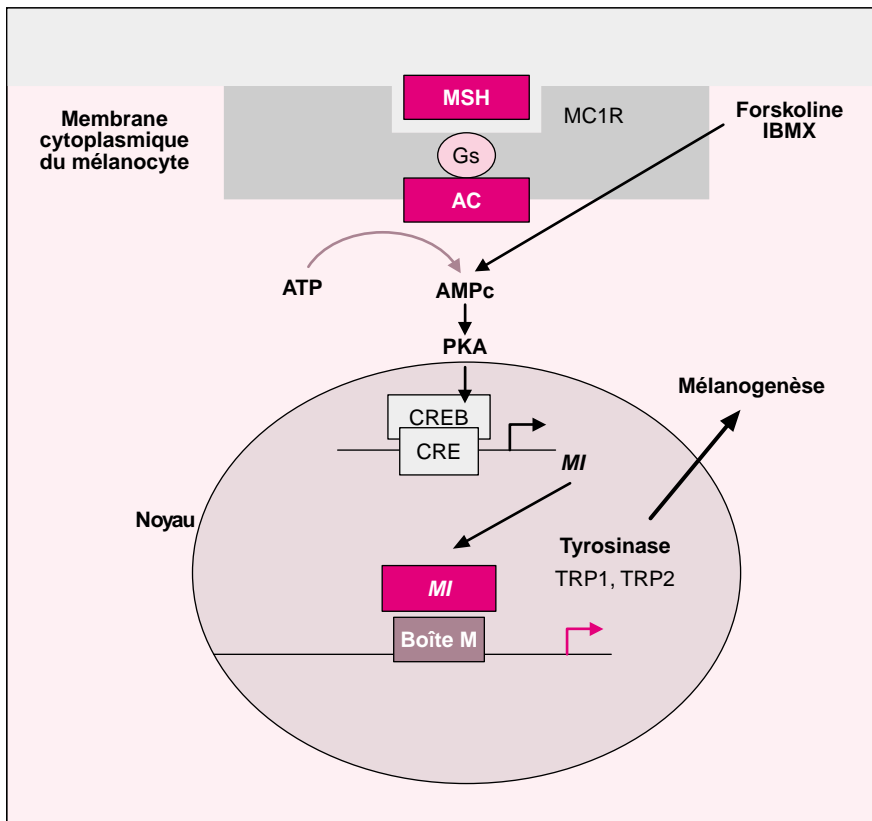 MSH
MC1R
Membrane
cytoplasmique
du mélanocyte
Forskoline
IBMX
Gs
AC
ATP
AMPc
PKA
Mélanogenèse
CREB
CRE
MI
Noyau
Tyrosinase
TRP1, TRP2
MI
Boîte M